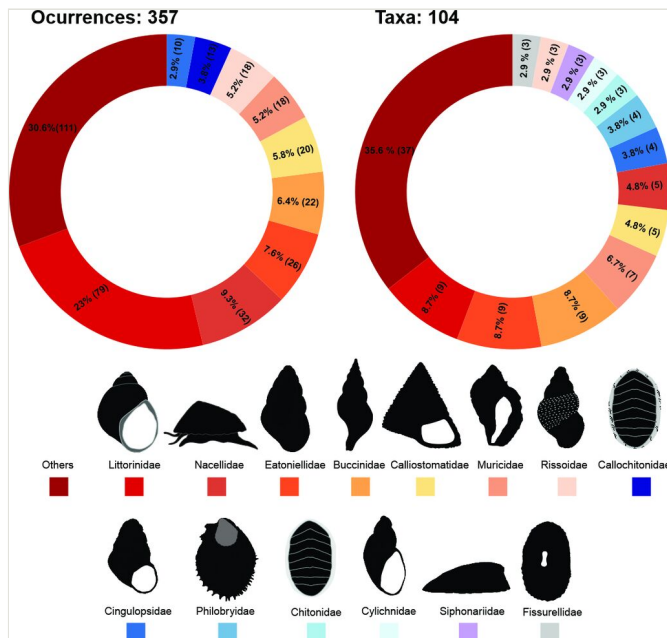 Ocurrences: 357
Taxa: 104
2.9% (10)
5.2% (18)
5.2% (18)
5.8% (20)
6.4% (22)
7.6% (26)
9.3% (32)
23% (79)
30.6%(111)
2.9 % (3)
2.9 % (3)
2.9 % (3)
2.9 % (3)
2.9 % (3)
3.8% (4)
3.8% (4)
4.8% (5)
4.8% (5)
6.7% (7)
8.7% (9)
8.7% (9)
8.7% (9)
35.6 % (37)
Others Littorinidae Nacellidae Eatoniellidae Buccinidae Calliostomatidae Muricidae Rissoidae Callochitonidae
Cingulopsidae Philobryidae Chitonidae Cylichnidae Siphonariidae Fissurellidae